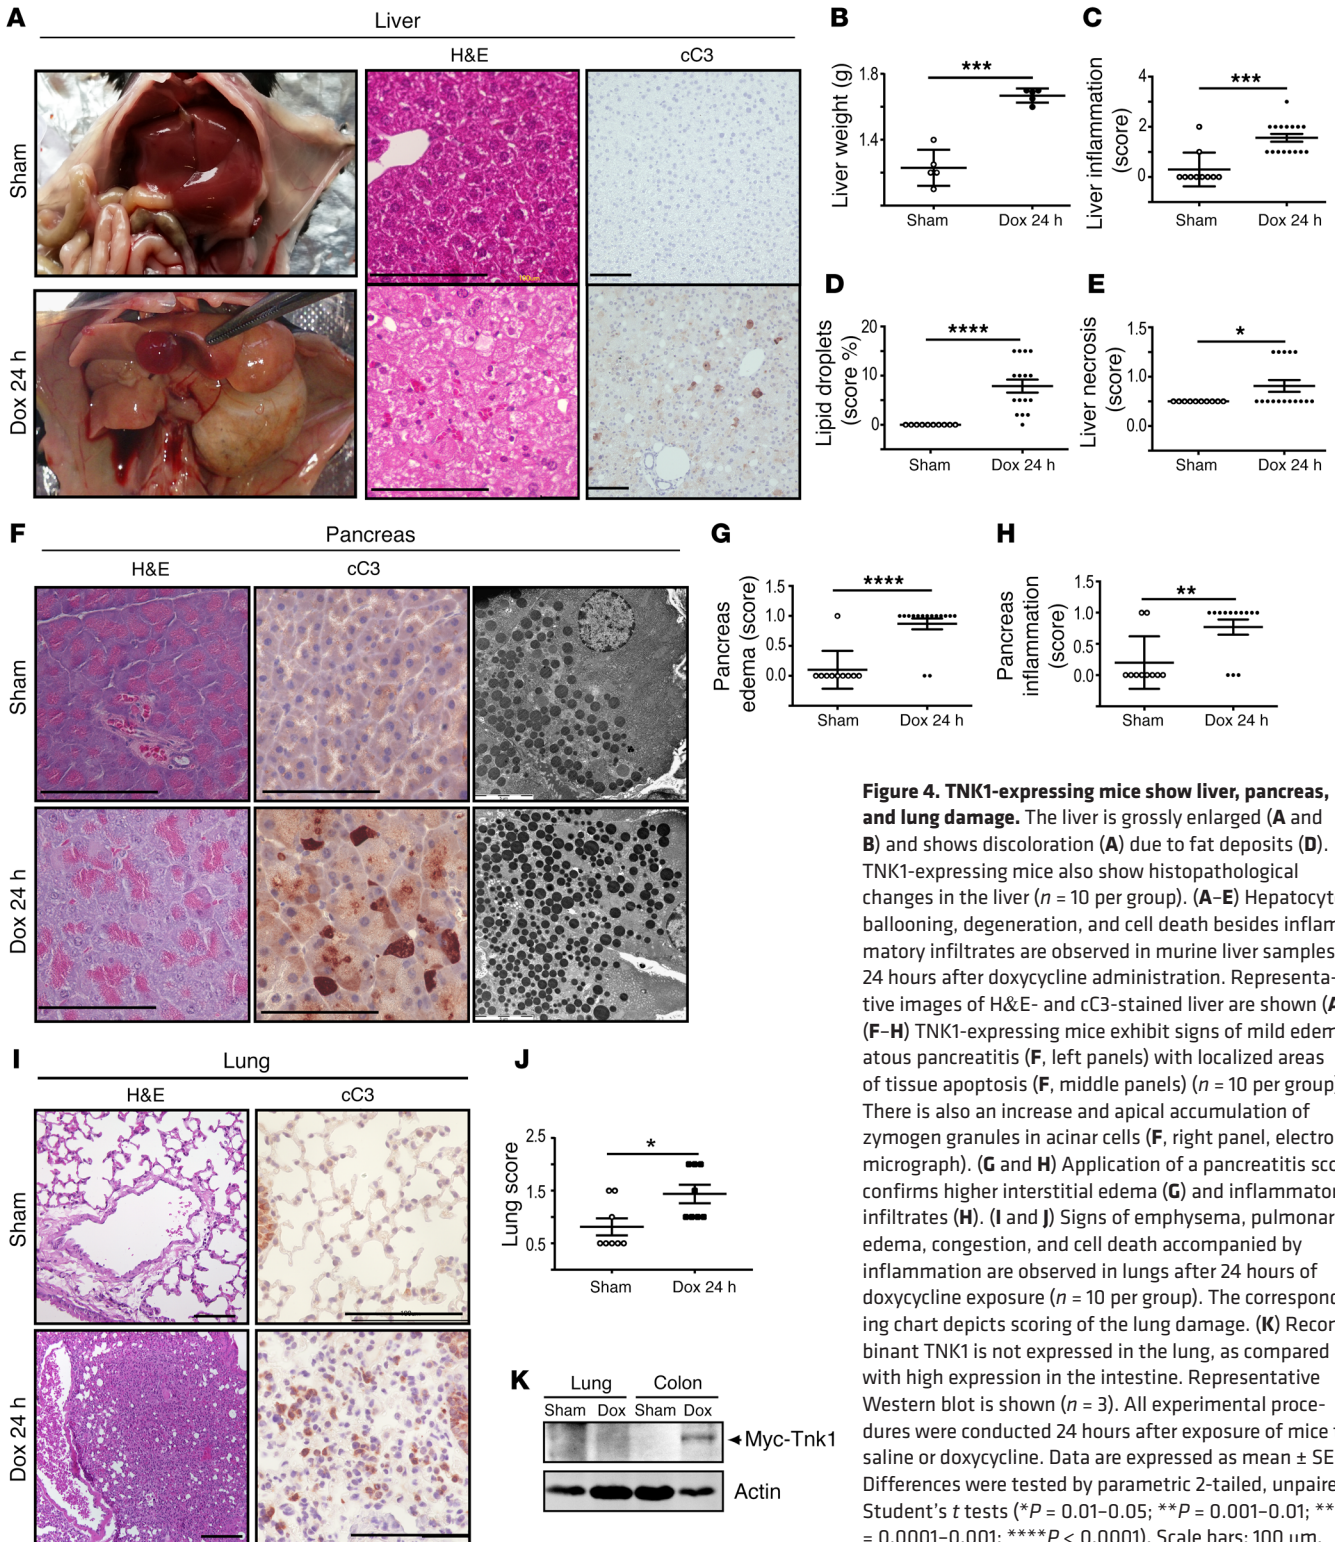 A
Liver
H&E
cC3
Sham
Dox 24 h
B
Liver weight (g)
1.8
1.4
***
Sham
Dox 24 h
C
Liver inflammation
(score)
4
2
0
***
Sham
Dox 24 h
D
Lipid droplets
(score %)
20
10
0
****
Sham
Dox 24 h
E
Liver necrosis
(score)
1.5
1.0
0.0
*
Sham
Dox 24 h
F
Pancreas
H&E
cC3
Sham
Dox 24 h
G
Pancreas
edema (score)
1.5
1.0
0.5
0.0
****
Sham
Dox 24 h
H
Pancreas
inflammation
(score)
1.5
1.0
0.5
0.0
**
Sham
Dox 24 h
I
Lung
H&E
cC3
Sham
Dox 24 h
J
Lung score
2.5
1.5
0.5
*
Sham
Dox 24 h
K
Lung Colon
Sham Dox Sham Dox
Myc-Tnk1
Actin
Figure 4. TNK1-expressing mice show liver, pancreas,
and lung damage. The liver is grossly enlarged (A and
B) and shows discoloration (A) due to fat deposits (D).
TNK1-expressing mice also show histopathological
changes in the liver (n = 10 per group). (A–E) Hepatocyt
ballooning, degeneration, and cell death besides inflam
matory infiltrates are observed in murine liver samples
24 hours after doxycycline administration. Representa-
tive images of H&E- and cC3-stained liver are shown (A
(F–H) TNK1-expressing mice exhibit signs of mild edem
atous pancreatitis (F, left panels) with localized areas
of tissue apoptosis (F, middle panels) (n = 10 per group)
There is also an increase and apical accumulation of
zymogen granules in acinar cells (F, right panel, electro
micrograph). (G and H) Application of a pancreatitis sco
confirms higher interstitial edema (G) and inflammator
infiltrates (H). (I and J) Signs of emphysema, pulmonar
edema, congestion, and cell death accompanied by
inflammation are observed in lungs after 24 hours of
doxycycline exposure (n = 10 per group). The correspond
ing chart depicts scoring of the lung damage. (K) Recom
binant TNK1 is not expressed in the lung, as compared
with high expression in the intestine. Representative
Western blot is shown (n = 3). All experimental proce-
dures were conducted 24 hours after exposure of mice t
saline or doxycycline. Data are expressed as mean ± SE
Differences were tested by parametric 2-tailed, unpaire
Student's t tests (*P = 0.01–0.05; **P = 0.001–0.01; **
= 0.0001–0.001; ****P < 0.0001). Scale bars: 100 μm.